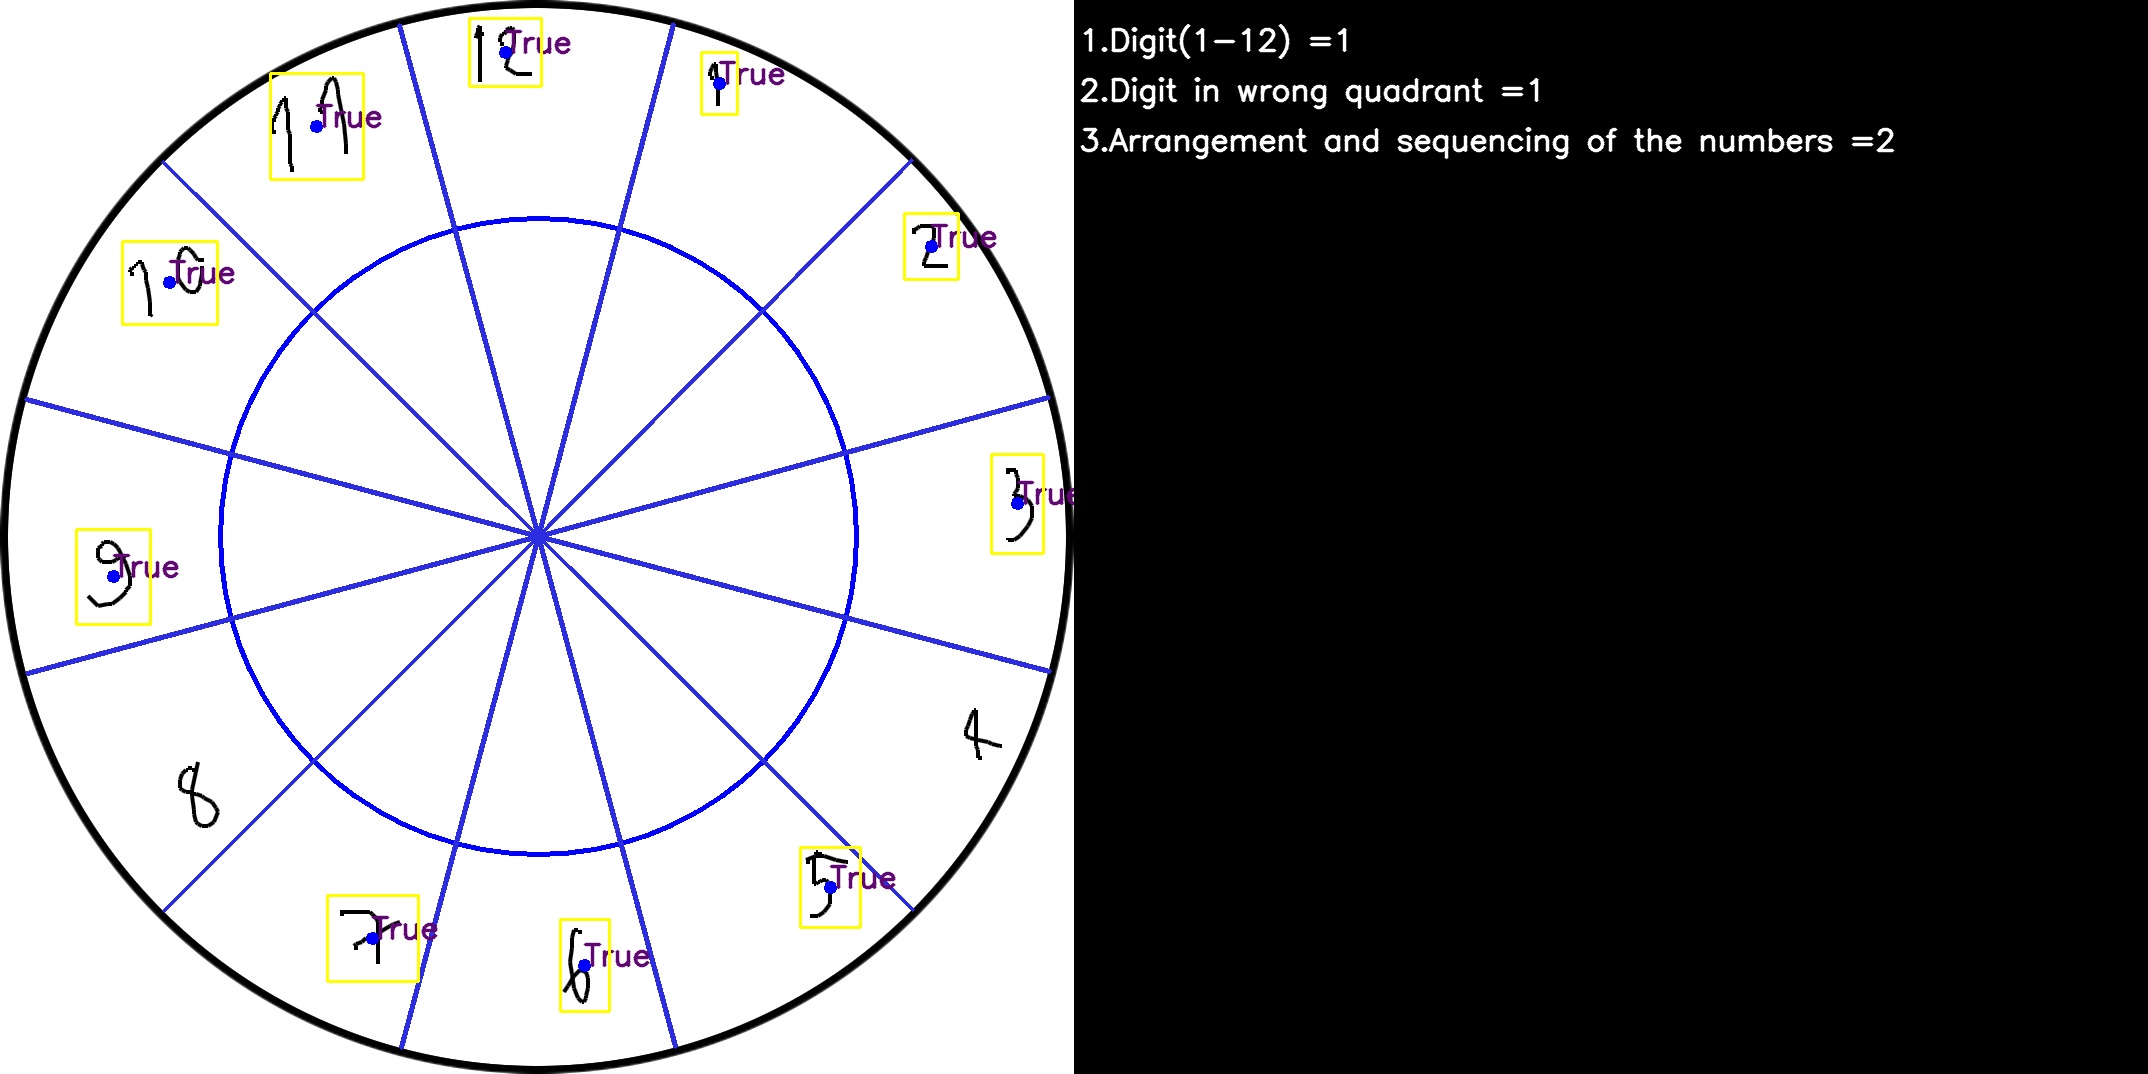 12 True
True
1 True
11 True
2 True
10 True
3 True
9 True
4
8
5 True
7 True
6 True
1.Digit(1-12) =1
2.Digit in wrong quadrant =1
3.Arrangement and sequencing of the numbers =2